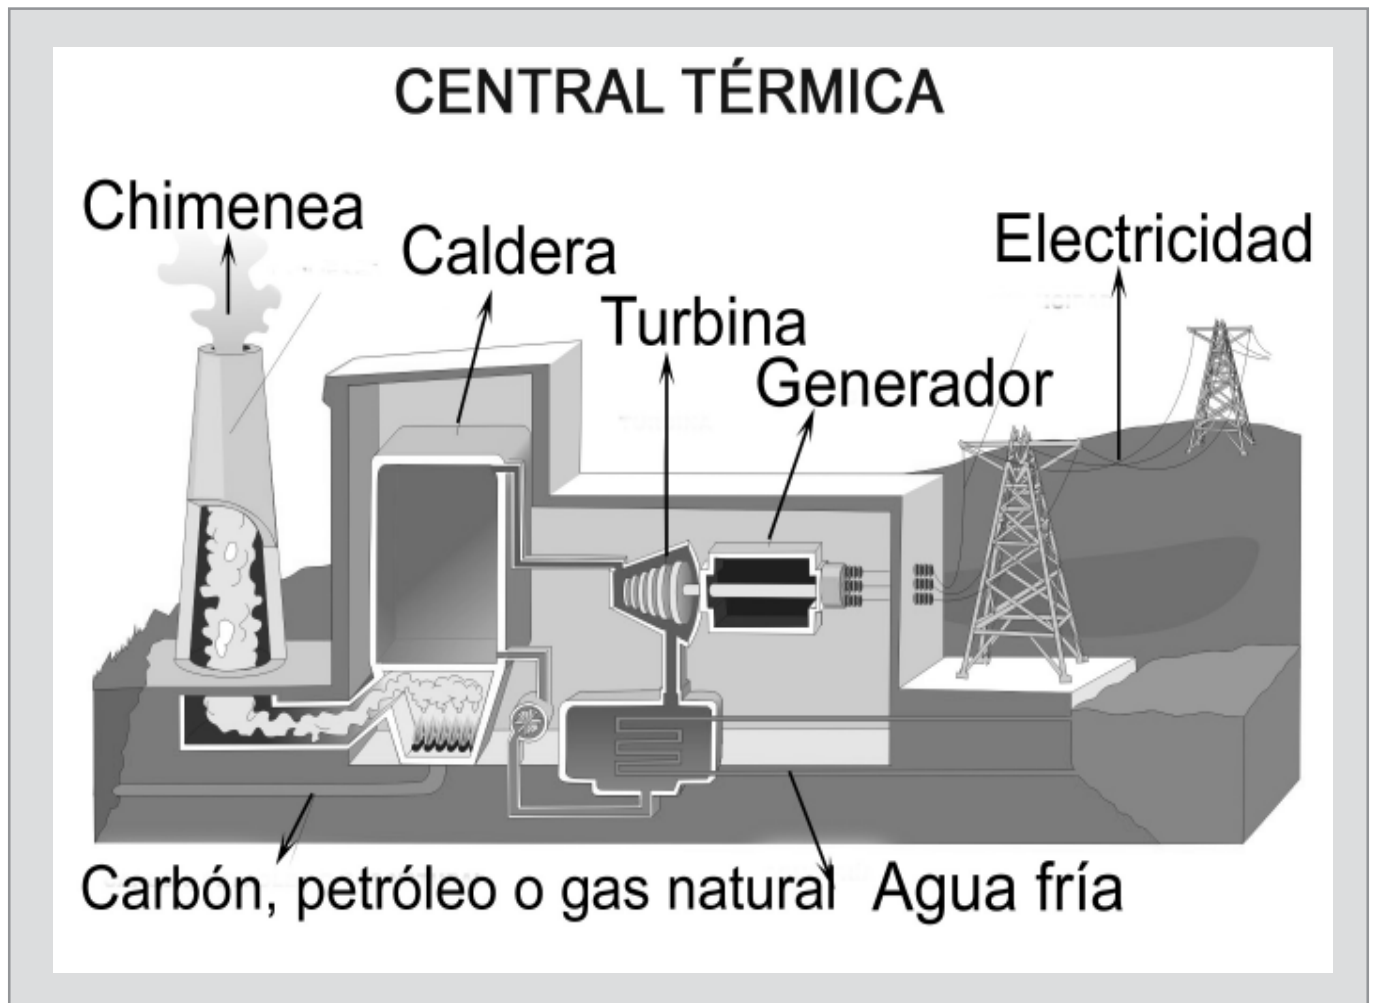 CENTRAL TÉRMICA
Chimenea
Caldera
Electricidad
Turbina
Generador
Carbón, petróleo o gas natural
Agua fría